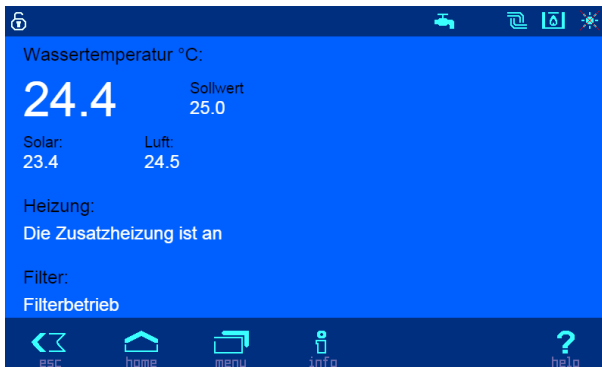 Wassertemperatur °C:
24.4
Sollwert
25.0
Solar: Luft:
23.4 24.5
Heizung:
Die Zusatzheizung ist an
Filter:
Filterbetrieb
esc home menu info help